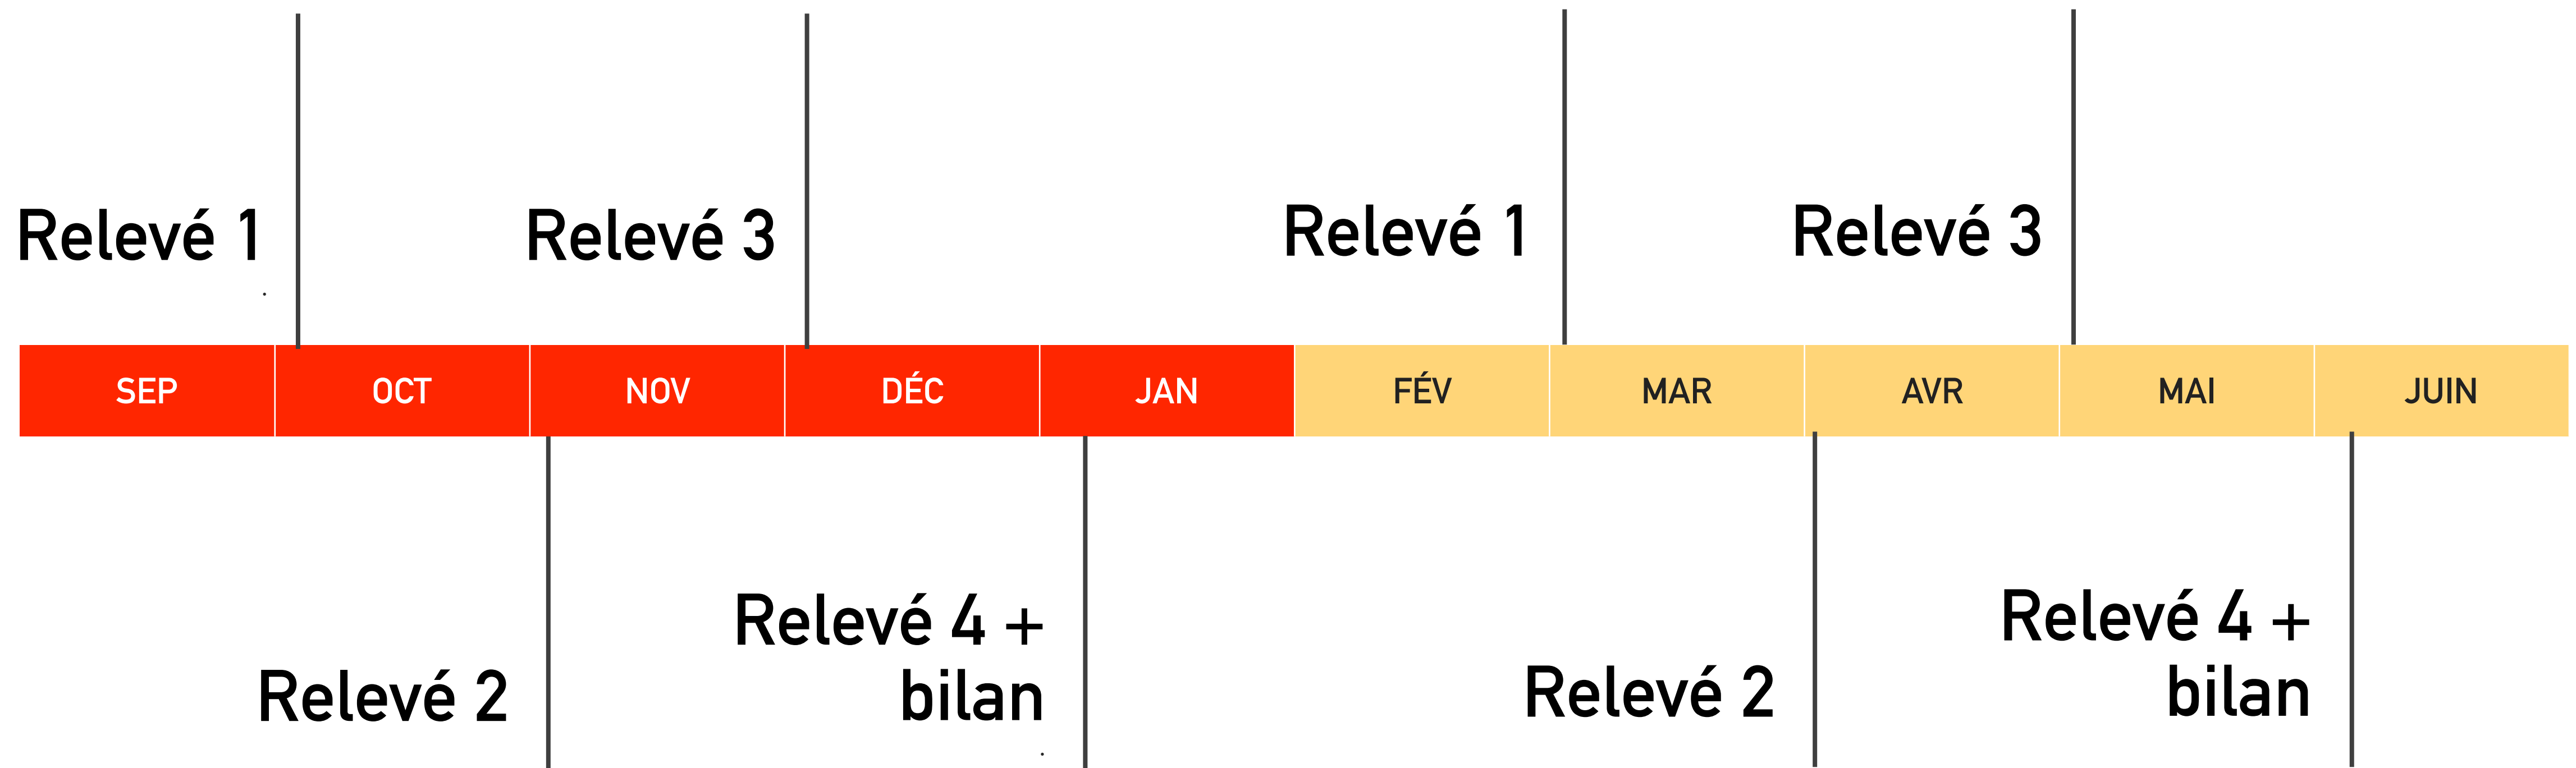 Relevé 1
Relevé 3
Relevé 1
Relevé 3
SEP
OCT
NOV
DÉC
JAN
FÉV
MAR
AVR
MAI
JUIN
Relevé 2
Relevé 4 +
bilan
Relevé 2
Relevé 4 +
bilan